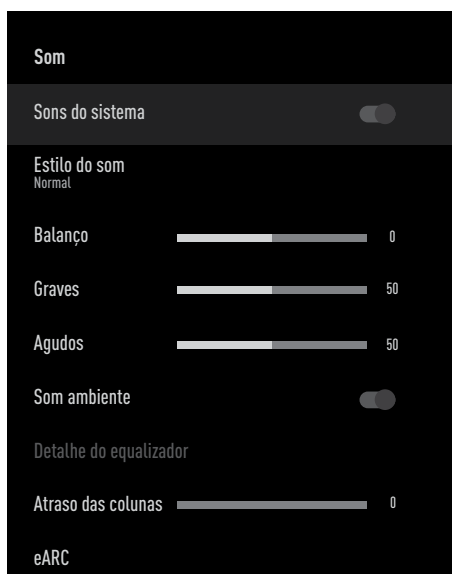 Som
Sons do sistema
Estilo do som
Normal
Balanço 0
Graves 50
Agudos 50
Som ambiente
Detalhe do equalizador
Atraso das colunas 0
eARC